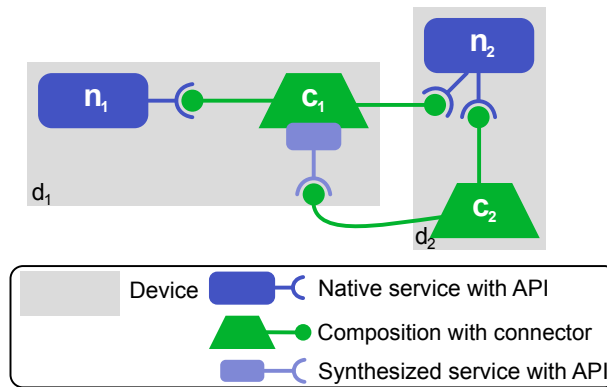 n₂
n₁
c₁
d₁
c₂
d₂
Device
Native service with API
Composition with connector
Synthesized service with API